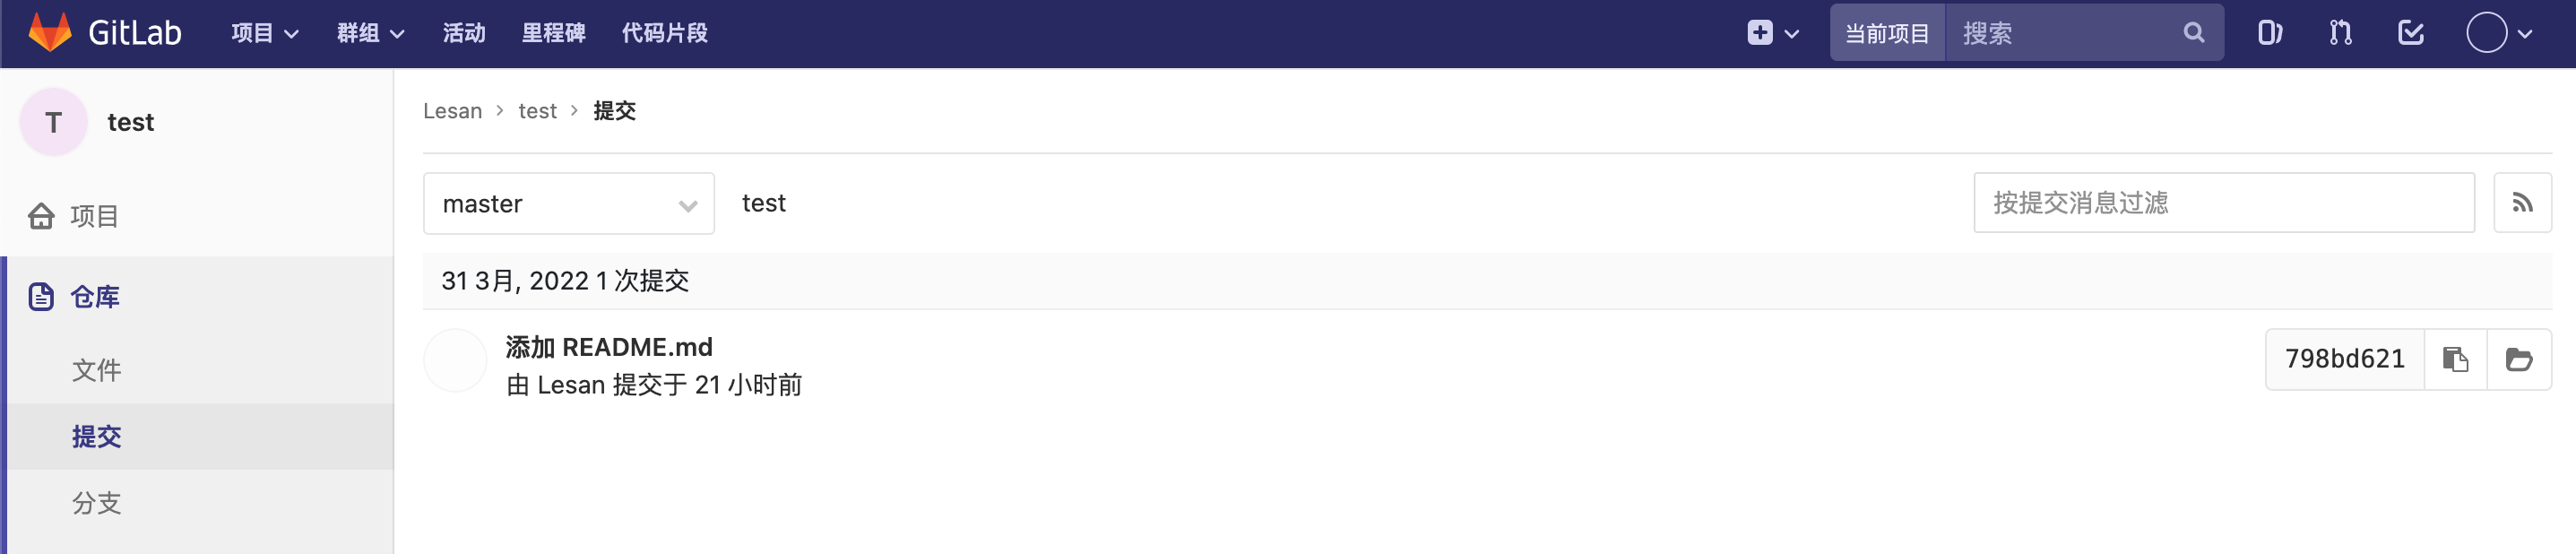 GitLab 项目 群组 活动 里程碑 代码片段 当前项目 搜索
T test
项目
仓库
文件
提交
分支
Lesan > test > 提交
master test 按提交消息过滤
31 3月, 2022 1 次提交
添加 README.md
由 Lesan 提交于 21 小时前
798bd621